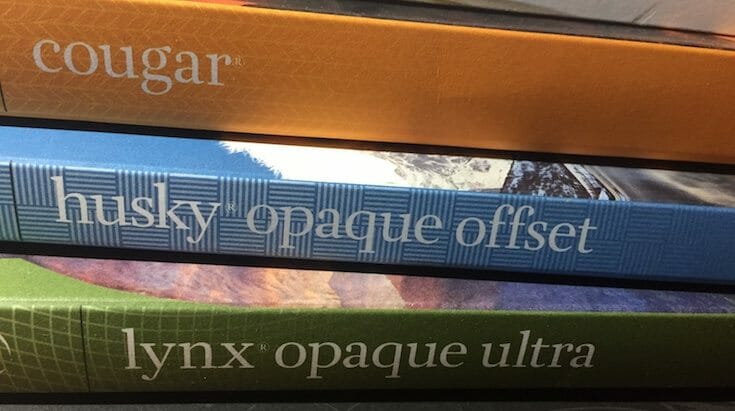 cougar®
husky® opaque offset
lynx® opaque ultra